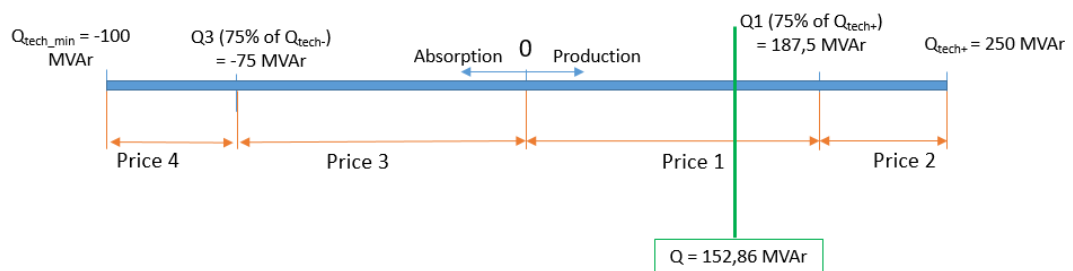 Qtech_min = -100
MVAr
Q3 (75% of Qtech-)
= -75 MVAr
Absorption
0
Production
Q1 (75% of Qtech+)
= 187,5 MVAr
Qtech+ = 250 MVAr
Price 4
Price 3
Price 1
Price 2
Q = 152,86 MVAr